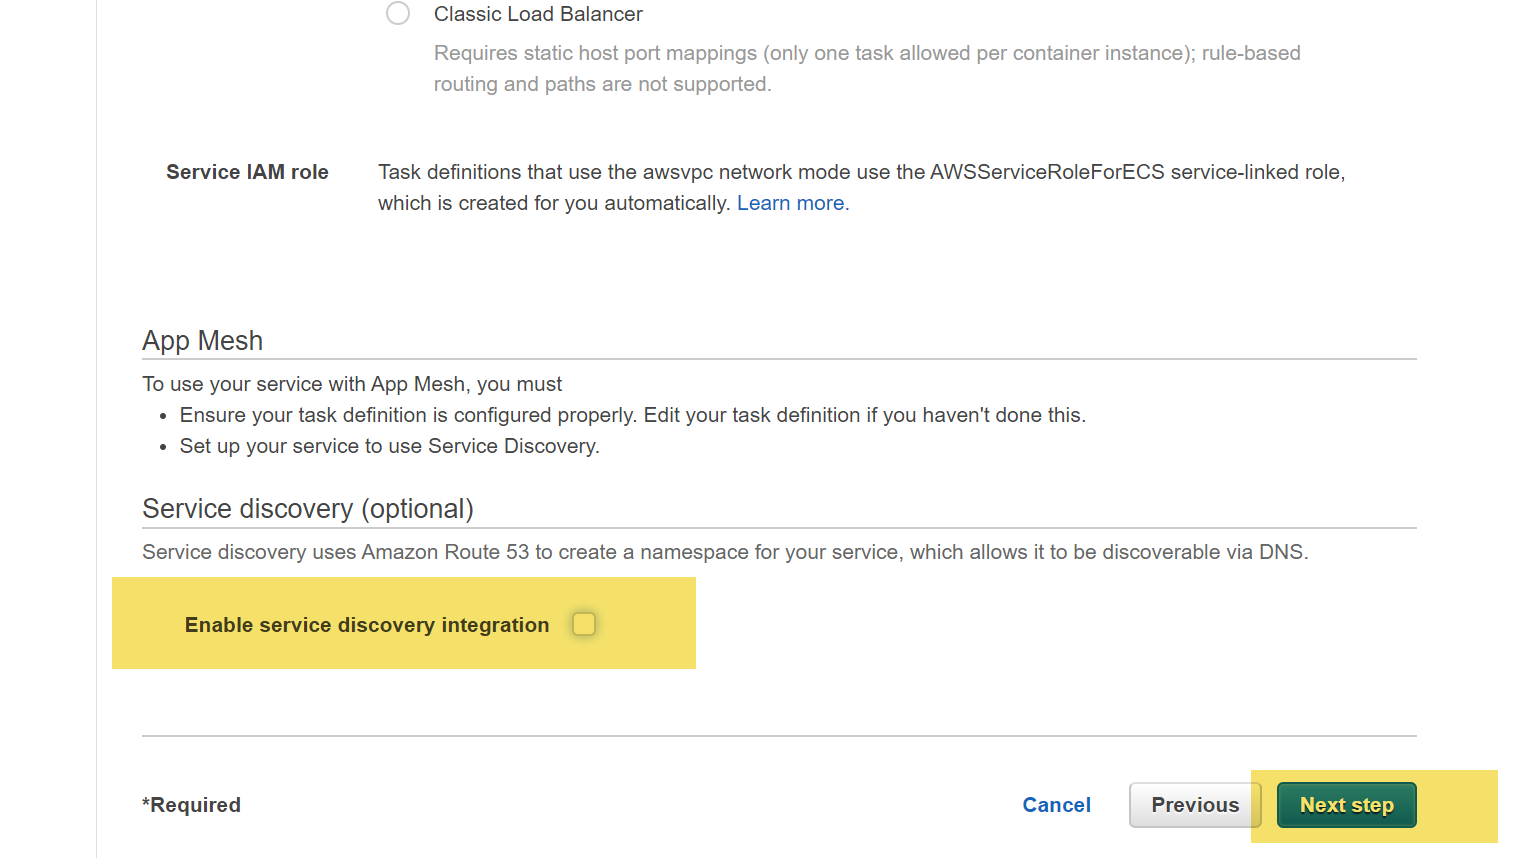 Classic Load Balancer
Requires static host port mappings (only one task allowed per container instance); rule-based
routing and paths are not supported.
Service IAM role
Task definitions that use the awsvpc network mode use the AWSServiceRoleForECS service-linked role,
which is created for you automatically. Learn more.
App Mesh
To use your service with App Mesh, you must
• Ensure your task definition is configured properly. Edit your task definition if you haven't done this.
• Set up your service to use Service Discovery.
Service discovery (optional)
Service discovery uses Amazon Route 53 to create a namespace for your service, which allows it to be discoverable via DNS.
Enable service discovery integration
*Required
Cancel
Previous
Next step